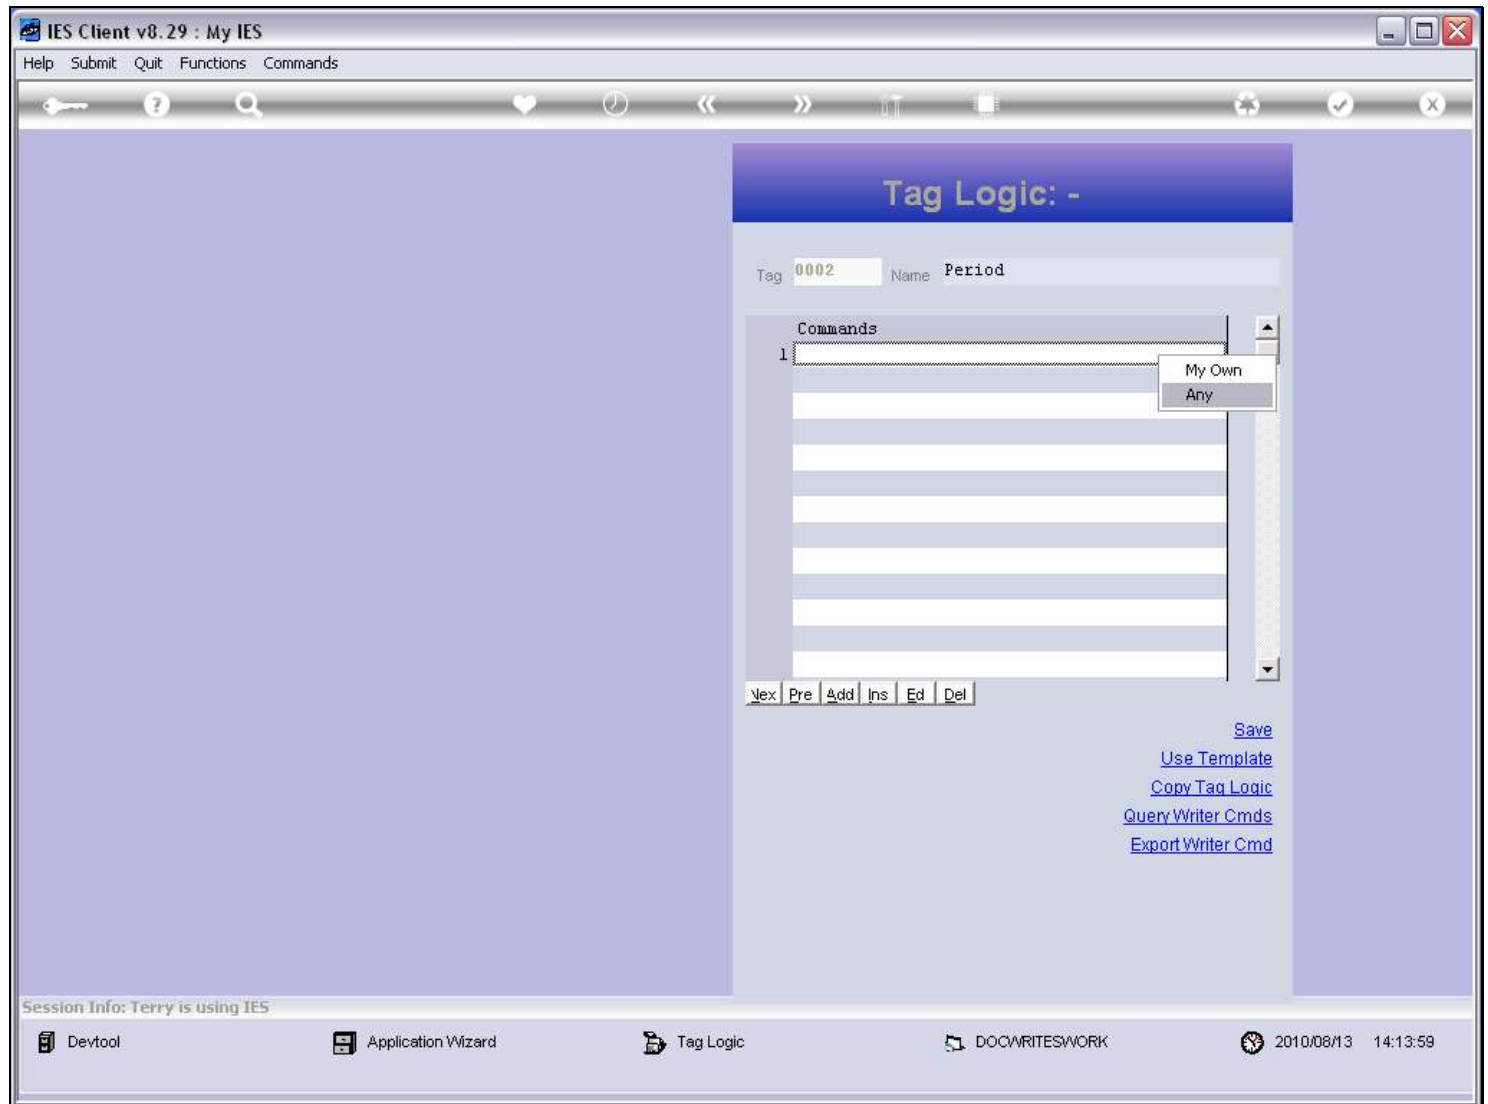 IES Client v8.29 : My IES
Help Submit Quit Functions Commands
Tag Logic: -
Tag 0002 Name Period
Commands
1
My Own
Any
Nex Pre Add Ins Ed Del
Save
Use Template
Copy Tag Logic
Query Writer Cmds
Export Writer Cmd
Session Info: Terry is using IES
Devtool Application Wizard Tag Logic DOCWRITESWORK 2010/08/13 14:13:59